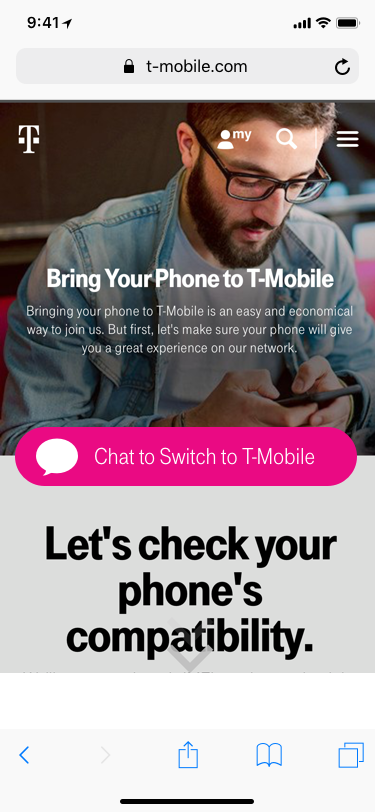 9:41
t-mobile.com
T
my
Bring Your Phone to T-Mobile
Bringing your phone to T-Mobile is an easy and economical
way to join us. But first, let's make sure your phone will give
you a great experience on our network.
Chat to Switch to T-Mobile
Let's check your
phone's
compatibility.